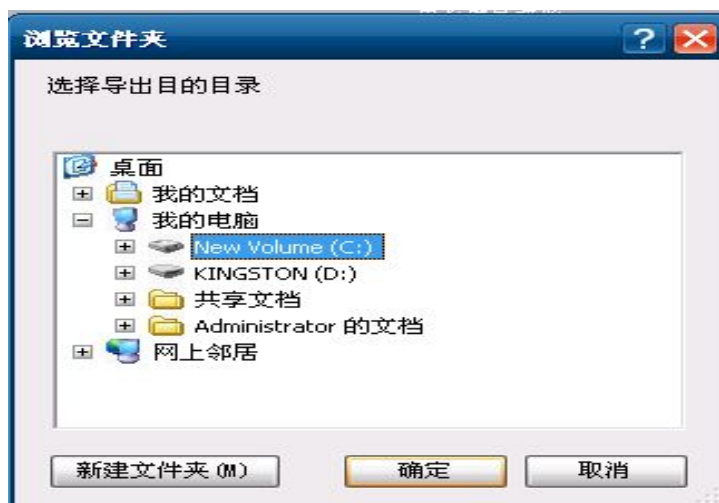 浏览文件夹
选择导出目的目录
桌面
我的文档
我的电脑
New Volume (C:)
KINGSTON (D:)
共享文档
Administrator 的文档
网上邻居
新建文件夹(M) 确定 取消